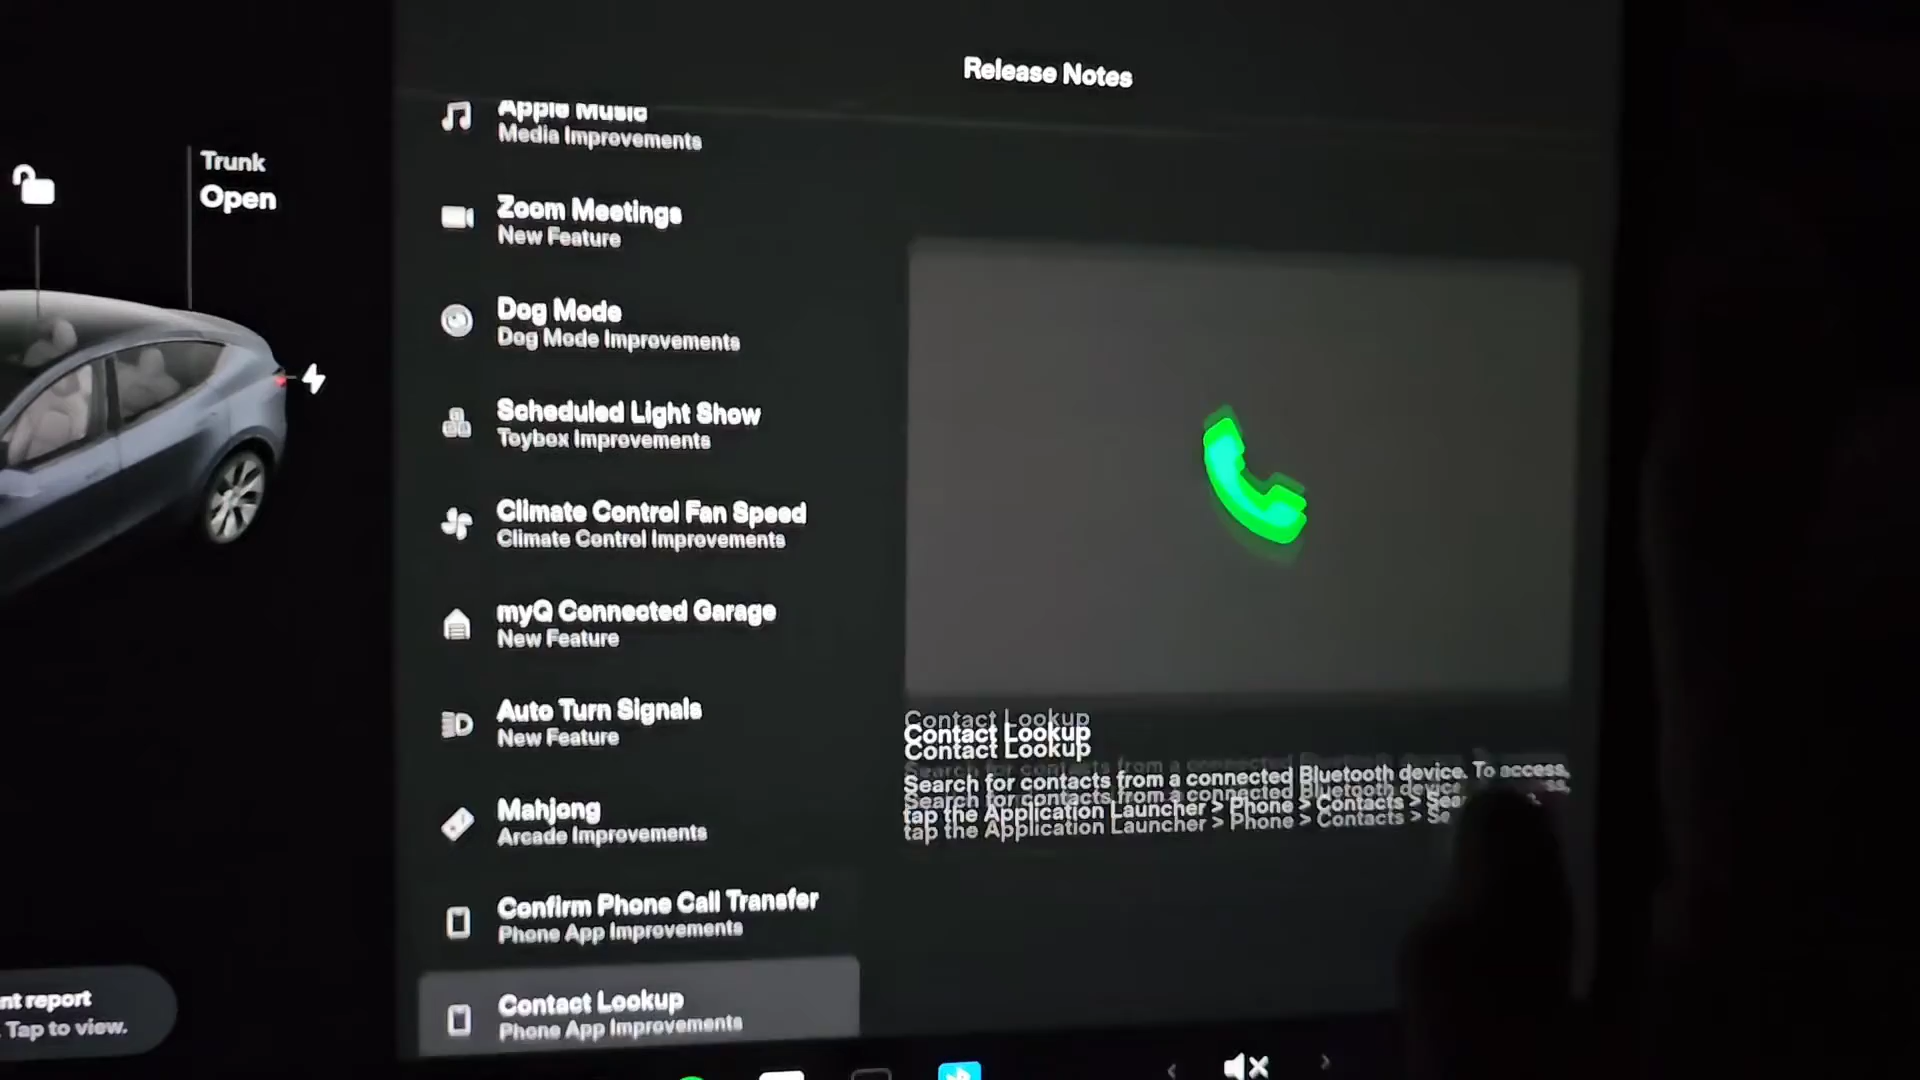 Release Notes
Trunk
Open
Apple Music
Media Improvements
Zoom Meetings
New Feature
Dog Mode
Dog Mode Improvements
Scheduled Light Show
Toybox Improvements
Climate Control Fan Speed
Climate Control Improvements
myQ Connected Garage
New Feature
Auto Turn Signals
New Feature
Mahjong
Arcade Improvements
Confirm Phone Call Transfer
Phone App Improvements
Contact Lookup
Phone App Improvements
Contact Lookup
Search for contacts from a connected Bluetooth device. To access,
tap the Application Launcher > Phone > Contacts >
nt report
Tap to view.